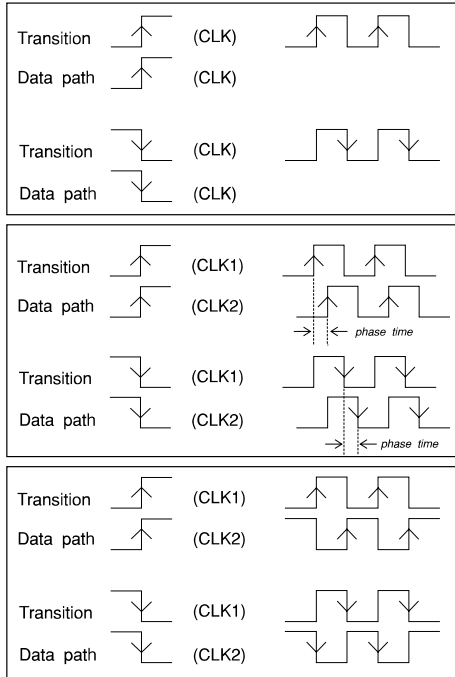 Transition (CLK)
Data path (CLK)
Transition (CLK)
Data path (CLK)
Transition (CLK1)
Data path (CLK2)
phase time
Transition (CLK1)
Data path (CLK2)
phase time
Transition (CLK1)
Data path (CLK2)
Transition (CLK1)
Data path (CLK2)